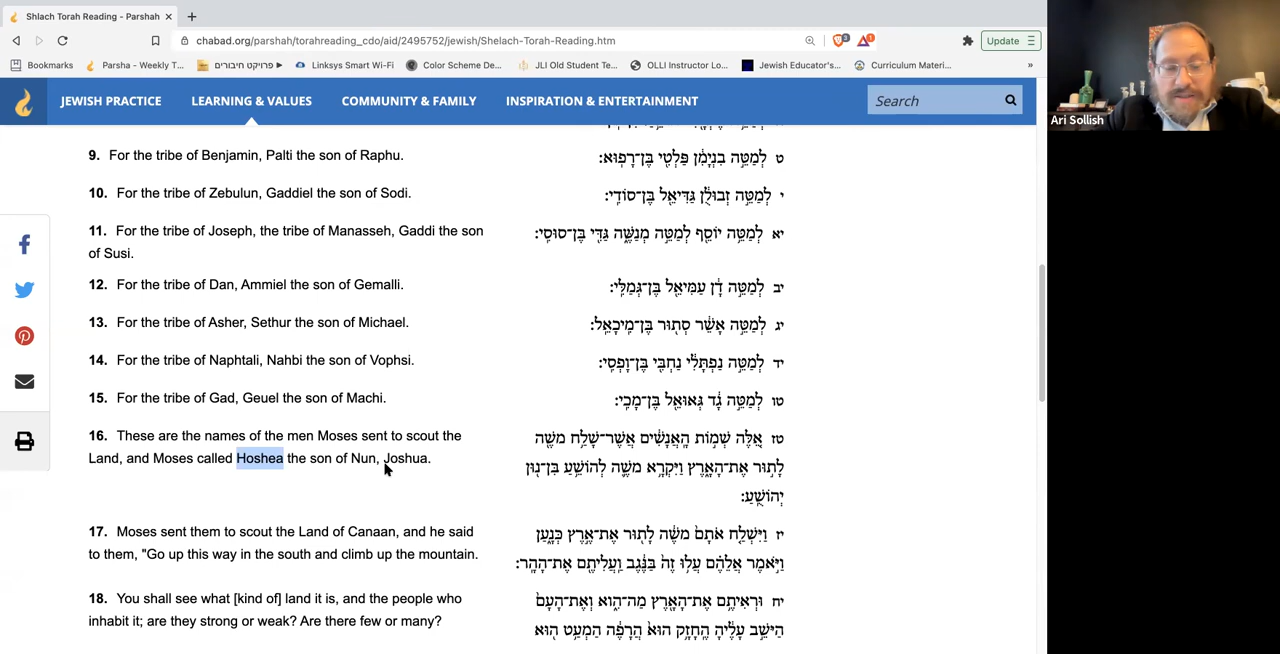 Shlach Torah Reading - Parshah
chabad.org/parshah/torahreading_cdo/aid/2495752/jewish/Shelach-Torah-Reading.htm
Update
Bookmarks Parsha - Weekly T... פרויקט חיבורים Linksys Smart Wi-Fi Color Scheme De... JLI Old Student Te... OLLI Instructor Lo... Jewish Educator's... Curriculum Materi... »
JEWISH PRACTICE LEARNING & VALUES COMMUNITY & FAMILY INSPIRATION & ENTERTAINMENT Search
Ari Sollish
9. For the tribe of Benjamin, Palti the son of Raphu.
ט לְמַטֵּ֣ה בִנְיָמִ֔ן פַּלְטִ֖י בֶּן־רָפֽוּא:
10. For the tribe of Zebulun, Gaddiel the son of Sodi.
י לְמַטֵּ֣ה זְבוּלֻ֔ן גַּדִּיאֵ֖ל בֶּן־סוֹדִֽי:
11. For the tribe of Joseph, the tribe of Manasseh, Gaddi the son
of Susi.
יא לְמַטֵּ֥ה יוֹסֵ֖ף לְמַטֵּ֣ה מְנַשֶּׁ֑ה גַּדִּ֖י בֶּן־סוּסִֽי:
12. For the tribe of Dan, Ammiel the son of Gemalli.
יב לְמַטֵּ֣ה דָ֔ן עַמִּיאֵ֖ל בֶּן־גְּמַלִּֽי:
13. For the tribe of Asher, Sethur the son of Michael.
יג לְמַטֵּ֣ה אָשֵׁ֔ר סְת֖וּר בֶּן־מִֽיכָאֵֽל:
14. For the tribe of Naphtali, Nahbi the son of Vophsi.
יד לְמַטֵּ֣ה נַפְתָּלִ֔י נַחְבִּ֖י בֶּן־וָפְסִֽי:
15. For the tribe of Gad, Geuel the son of Machi.
טו לְמַטֵּ֣ה גָ֔ד גְּאוּאֵ֖ל בֶּן־מָכִֽי:
16. These are the names of the men Moses sent to scout the
Land, and Moses called Hoshea the son of Nun, Joshua.
טז אֵ֚לֶּה שְׁמ֣וֹת הָֽאֲנָשִׁ֔ים אֲשֶׁר־שָׁלַ֥ח משֶׁ֖ה
לָת֣וּר אֶת־הָאָ֑רֶץ וַיִּקְרָ֥א משֶׁ֛ה לְהוֹשֵׁ֥עַ בִּן־נ֖וּן
יְהוֹשֻֽׁעַ:
17. Moses sent them to scout the Land of Canaan, and he said
to them, "Go up this way in the south and climb up the mountain.
יז וַיִּשְׁלַ֤ח אֹתָם֙ משֶׁ֔ה לָת֖וּר אֶת־אֶ֣רֶץ כְּנָ֑עַן
וַיֹּ֣אמֶר אֲלֵהֶ֗ם עֲל֥וּ זֶה֙ בַּנֶּ֔גֶב וַֽעֲלִיתֶ֖ם אֶת־הָהָֽר:
18. You shall see what [kind of] land it is, and the people who
inhabit it; are they strong or weak? Are there few or many?
יח וּרְאִיתֶ֥ם אֶת־הָאָ֖רֶץ מַה־הִ֑וא וְאֶת־הָעָם֙
הַיּשֵׁ֣ב עָלֶ֔יהָ הֶֽחָזָ֥ק הוּא֙ הֲרָפֶ֔ה הַמְעַ֥ט ה֖וּא